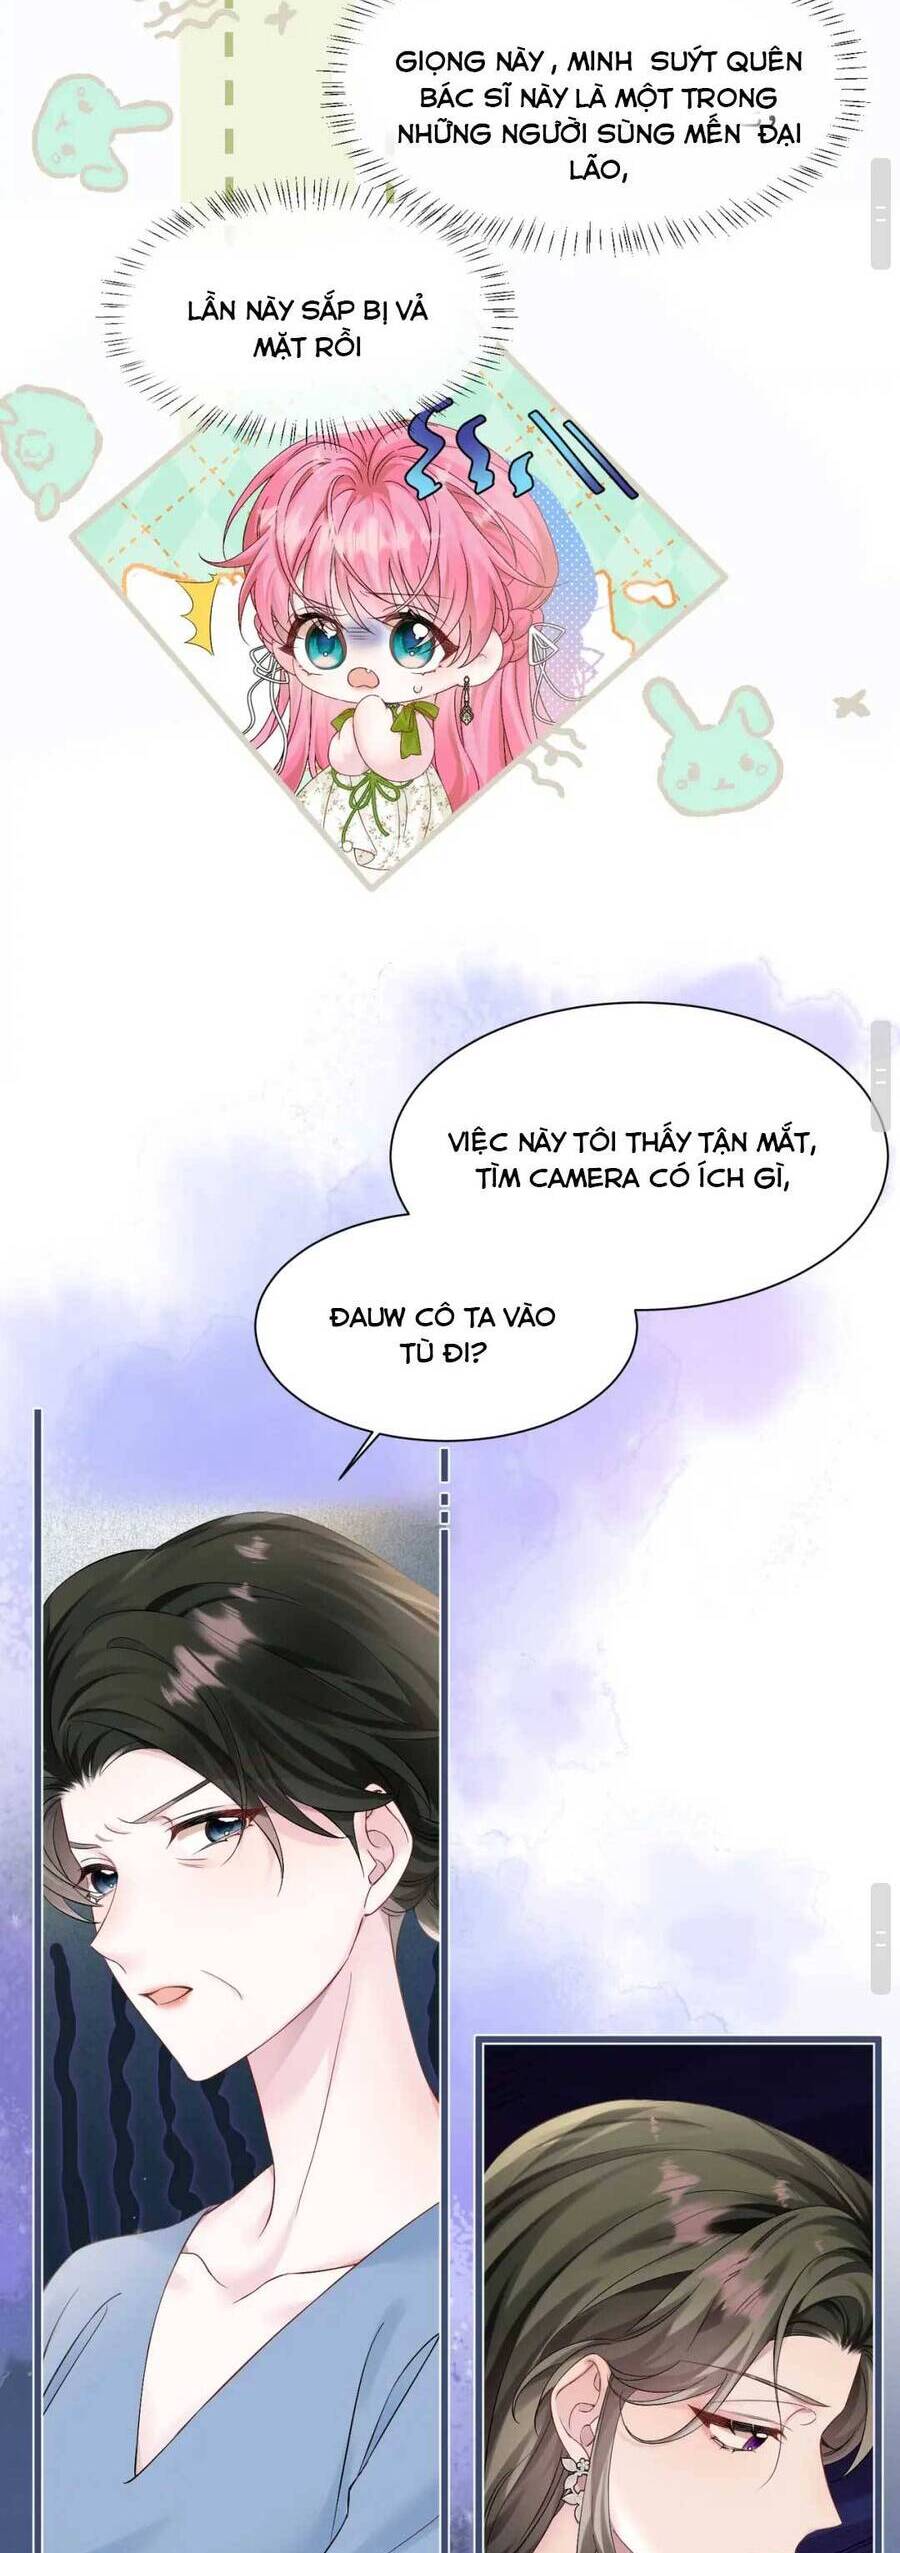 GIỌNG NÀY , MINH SUÝT QUÊN
BÁC SĨ NÀY LÀ MỘT TRONG
NHỮNG NGƯỜI SÙNG MẾN ĐẠI
LÃO,
LẦN NÀY SẮP BỊ VẢ
MẶT RỒI
VIỆC NÀY TÔI THẤY TẬN MẮT,
TÌM CAMERA CÓ ÍCH GÌ,
ĐAUW CÔ TA VÀO
TÙ ĐI?